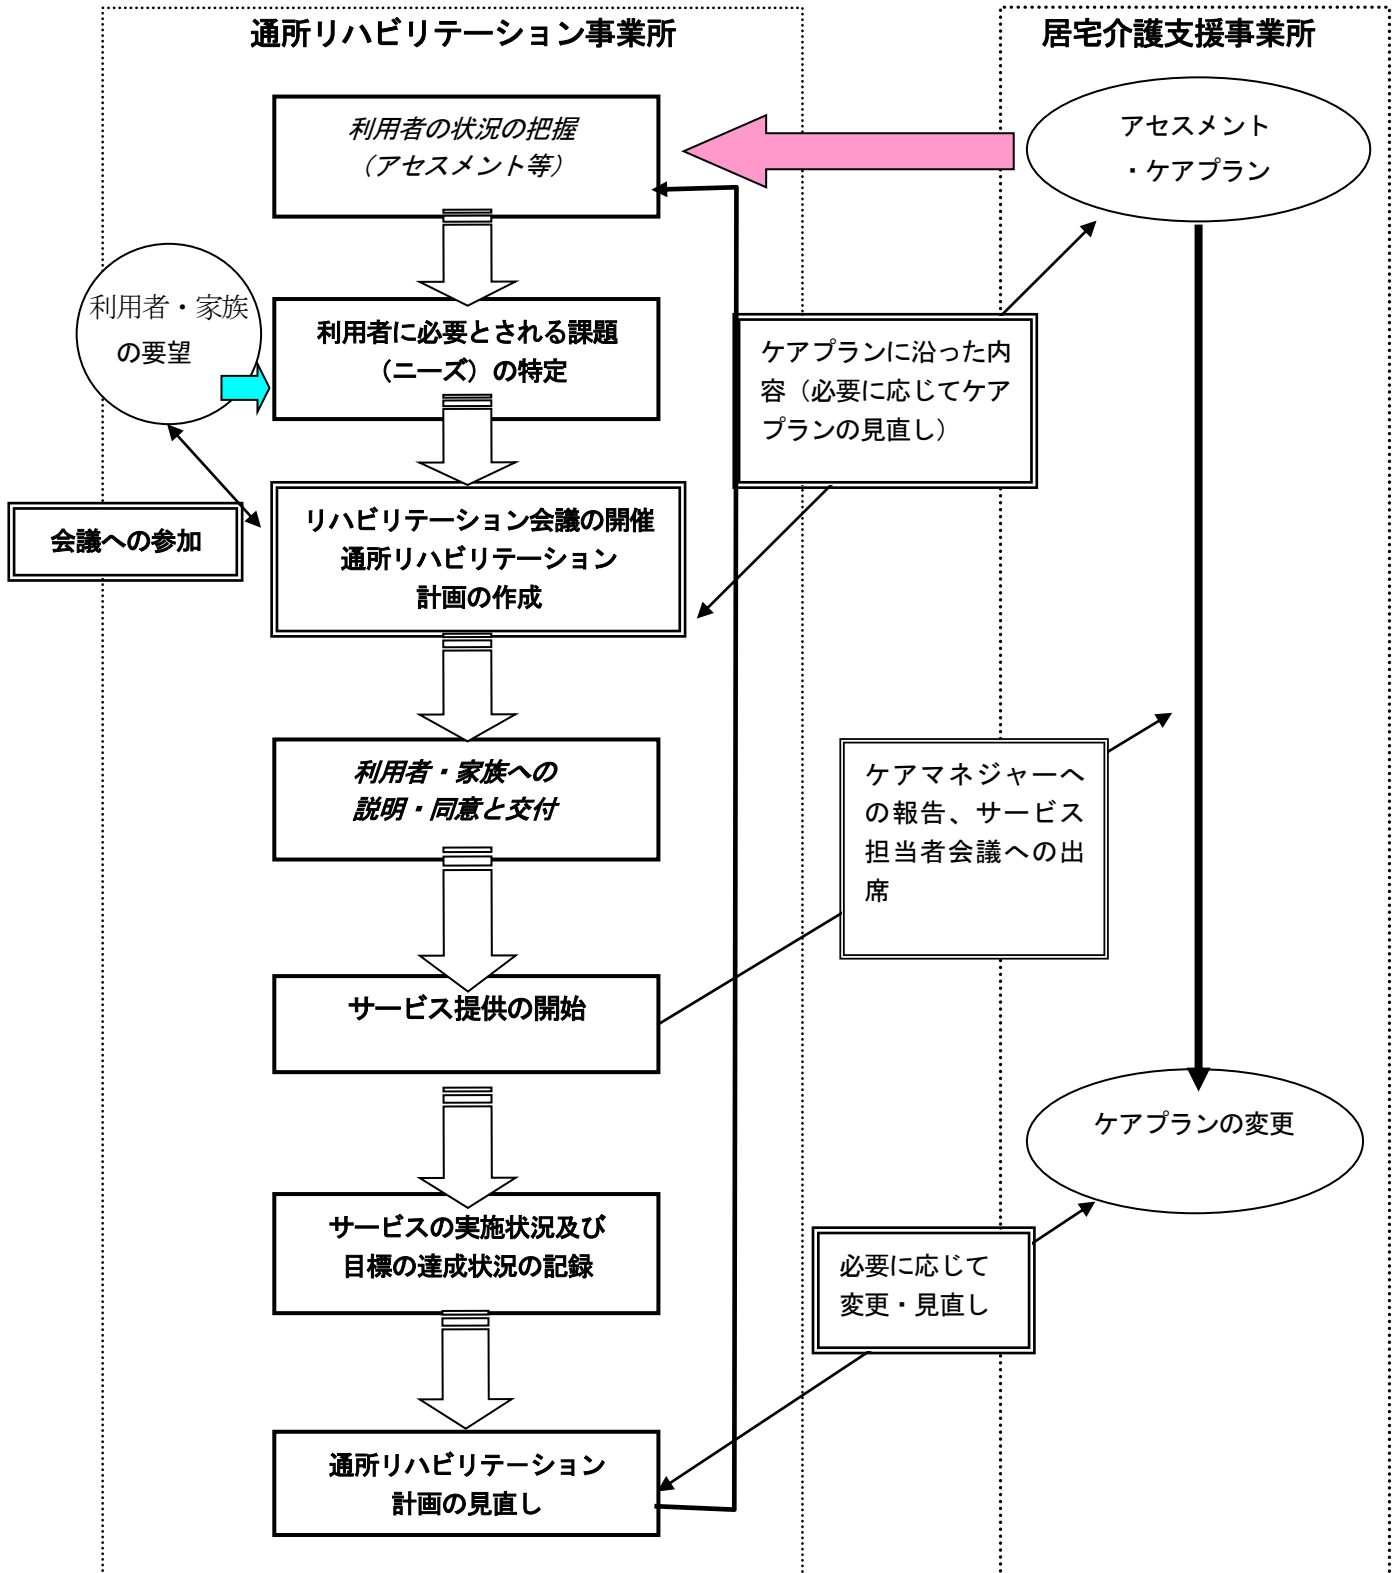 通所リハビリテーション事業所
居宅介護支援事業所
利用者の状況の把握
（アセスメント等）
アセスメント
・ケアプラン
利用者・家族
の要望
利用者に必要とされる課題
（ニーズ）の特定
ケアプランに沿った内
容（必要に応じてケア
プランの見直し）
会議への参加
リハビリテーション会議の開催
通所リハビリテーション
計画の作成
利用者・家族への
説明・同意と交付
ケアマネジャーへ
の報告、サービス
担当者会議への出
席
サービス提供の開始
ケアプランの変更
サービスの実施状況及び
目標の達成状況の記録
必要に応じて
変更・見直し
通所リハビリテーション
計画の見直し